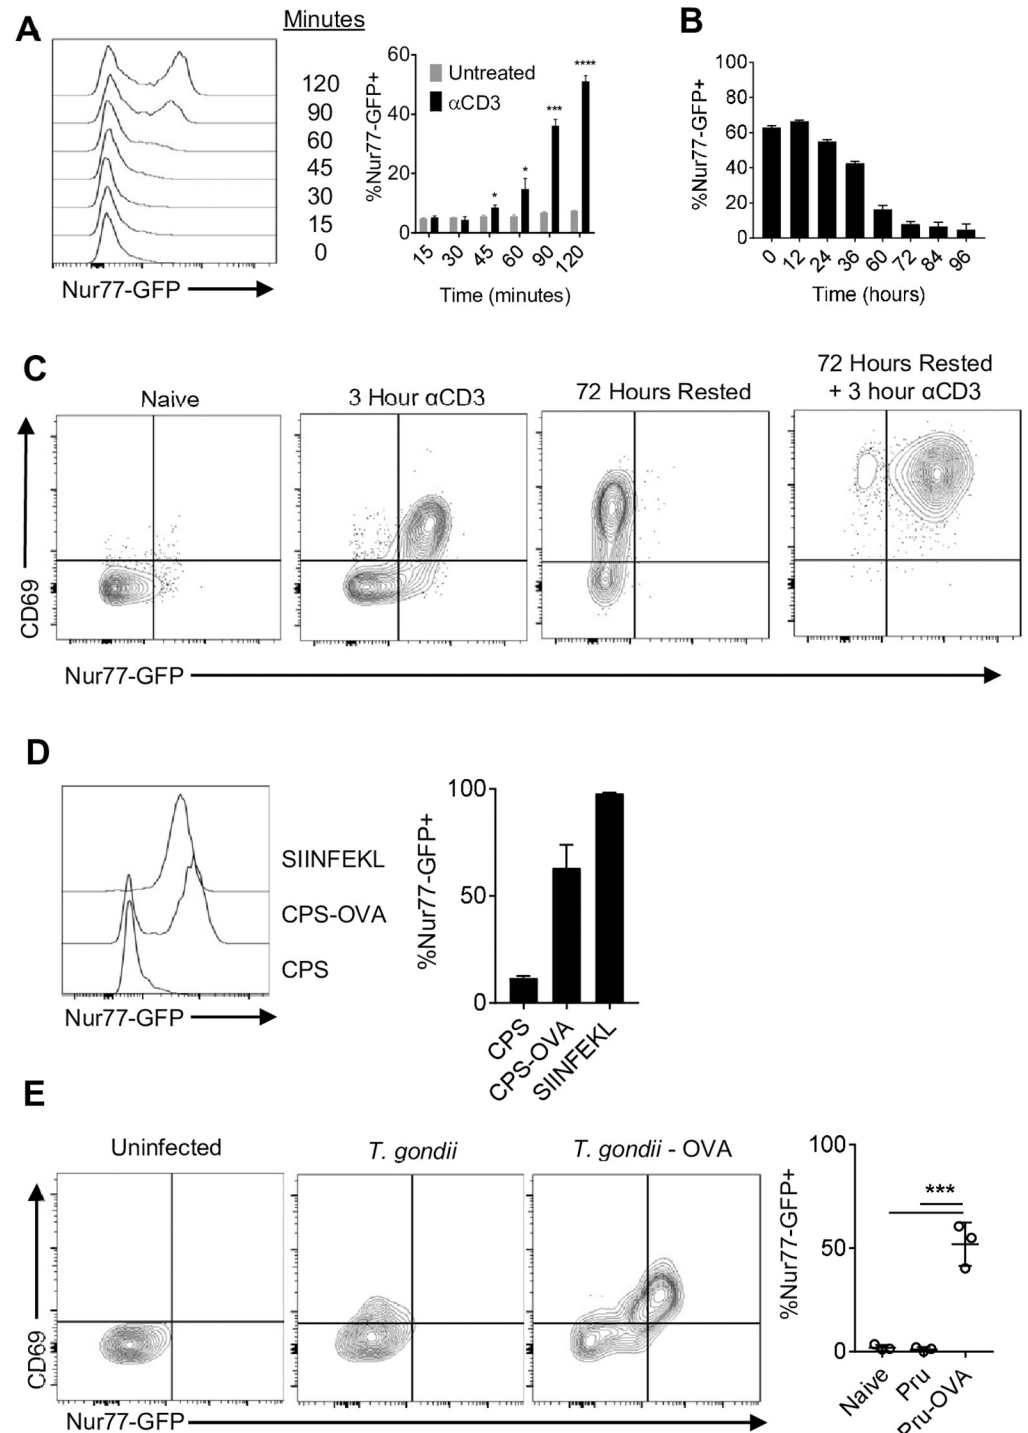 A
Minutes
120
90
60
45
30
15
0
Nur77-GFP
%Nur77-GFP+
60
40
20
0
Untreated
αCD3
*
*
***
****
15 30 45 60 90 120
Time (minutes)
B
%Nur77-GFP+
100
80
60
40
20
0
0 12 24 36 60 72 84 96
Time (hours)
C
Naive
3 Hour αCD3
72 Hours Rested
72 Hours Rested
+ 3 hour αCD3
CD69
Nur77-GFP
D
SIINFEKL
CPS-OVA
CPS
Nur77-GFP
%Nur77-GFP+
100
50
0
CPS
CPS-OVA
SIINFEKL
E
Uninfected
T. gondii
T. gondii - OVA
CD69
Nur77-GFP
%Nur77-GFP+
100
50
0
***
Naive
Pru
Pru-OVA